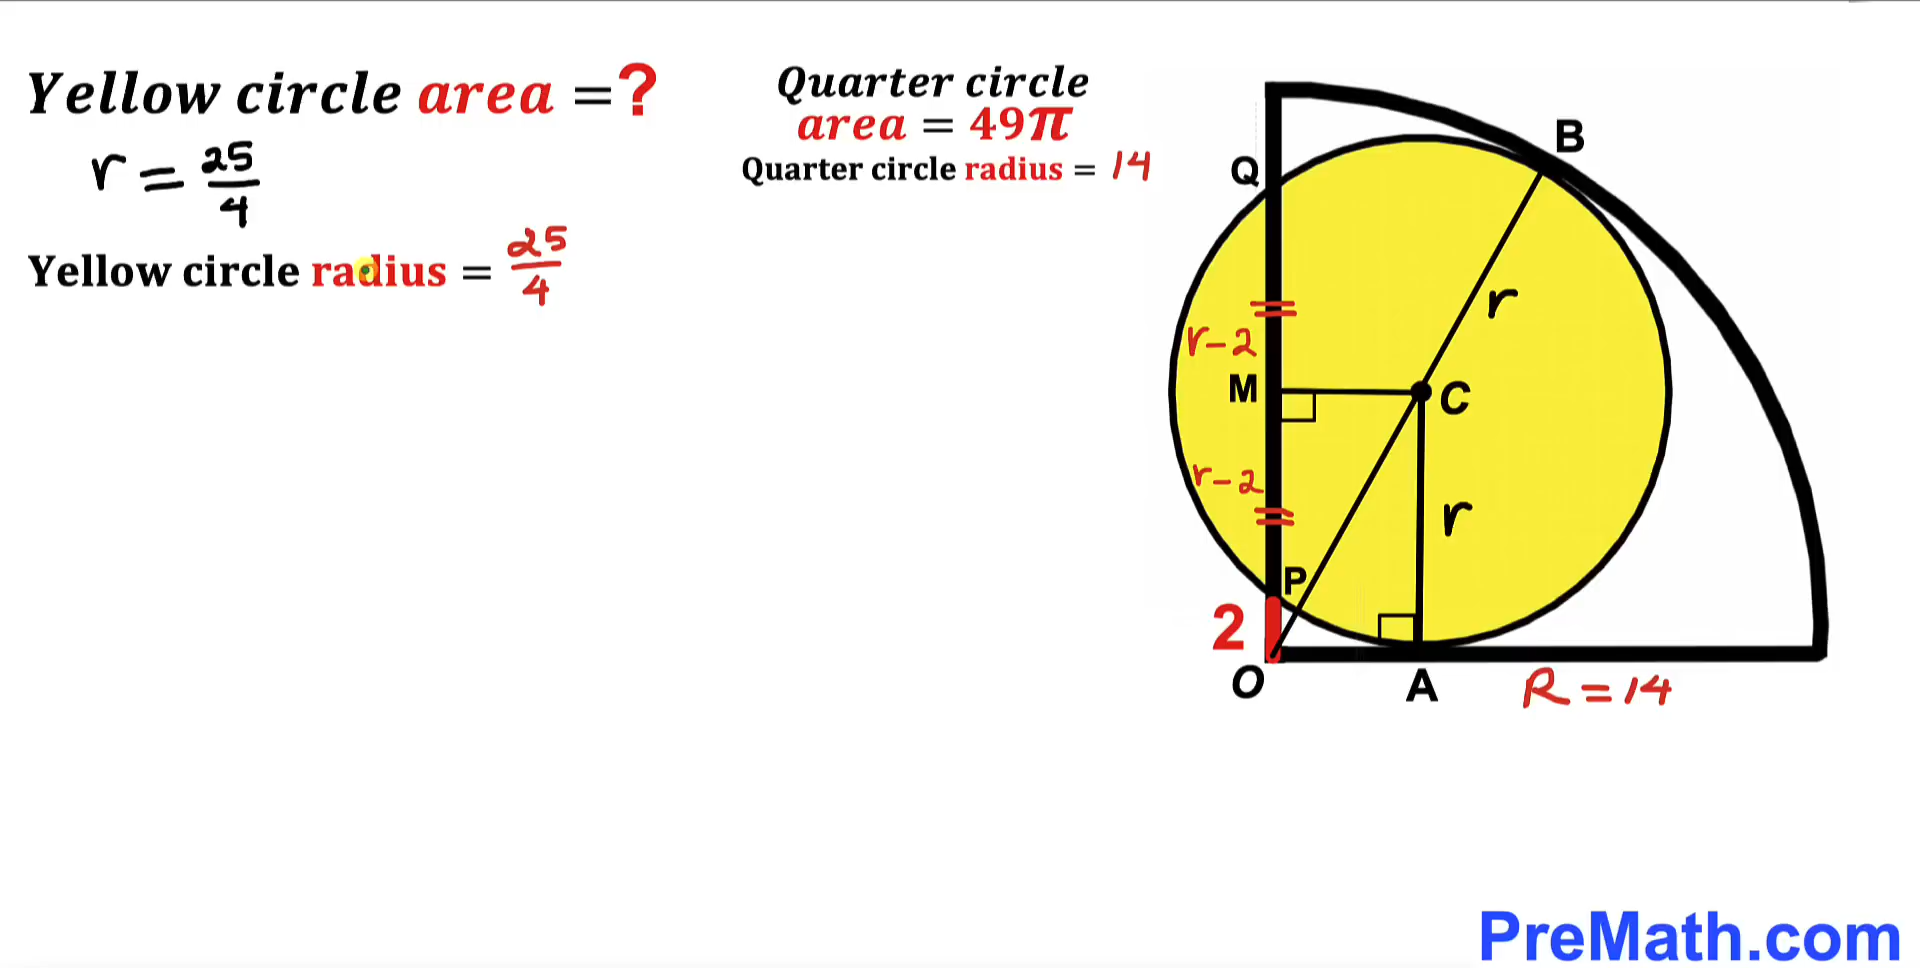 Yellow circle area =?
r = 25/4
Yellow circle radius = 25/4
Quarter circle
area = 49π
Quarter circle radius = 14
B
Q
r
r-2
M
C
r-2
r
P
2
O
A
R = 14
PreMath.com